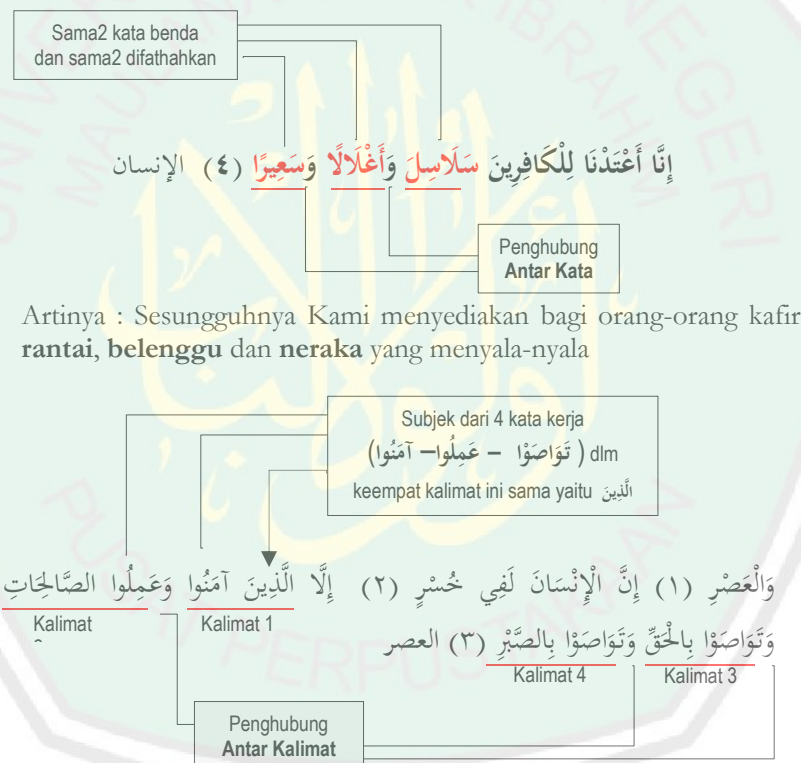 Sama2 kata benda
dan sama2 difathahkan
إِنَّا أَعْتَدْنَا لِلْكَافِرِينَ سَلَاسِلَ وَأَغْلَالًا وَسَعِيرًا (٤) الإنسان
Penghubung
Antar Kata
Artinya : Sesungguhnya Kami menyediakan bagi orang-orang kafir
rantai, belenggu dan neraka yang menyala-nyala
Subjek dari 4 kata kerja
dlm ( تَوَاصَوْا – عَمِلُوا – آمَنُوا)
keempat kalimat ini sama yaitu الَّذِينَ
وَالْعَصْرِ (١) إِنَّ الْإِنْسَانَ لَفِي خُسْرٍ (٢) إِلَّا الَّذِينَ آمَنُوا وَعَمِلُوا الصَّالِحَاتِ
Kalimat
Kalimat 1
وَتَوَاصَوْا بِالْحَقِّ وَتَوَاصَوْا بِالصَّبْرِ (٣) العصر
Kalimat 4
Kalimat 3
Penghubung
Antar Kalimat